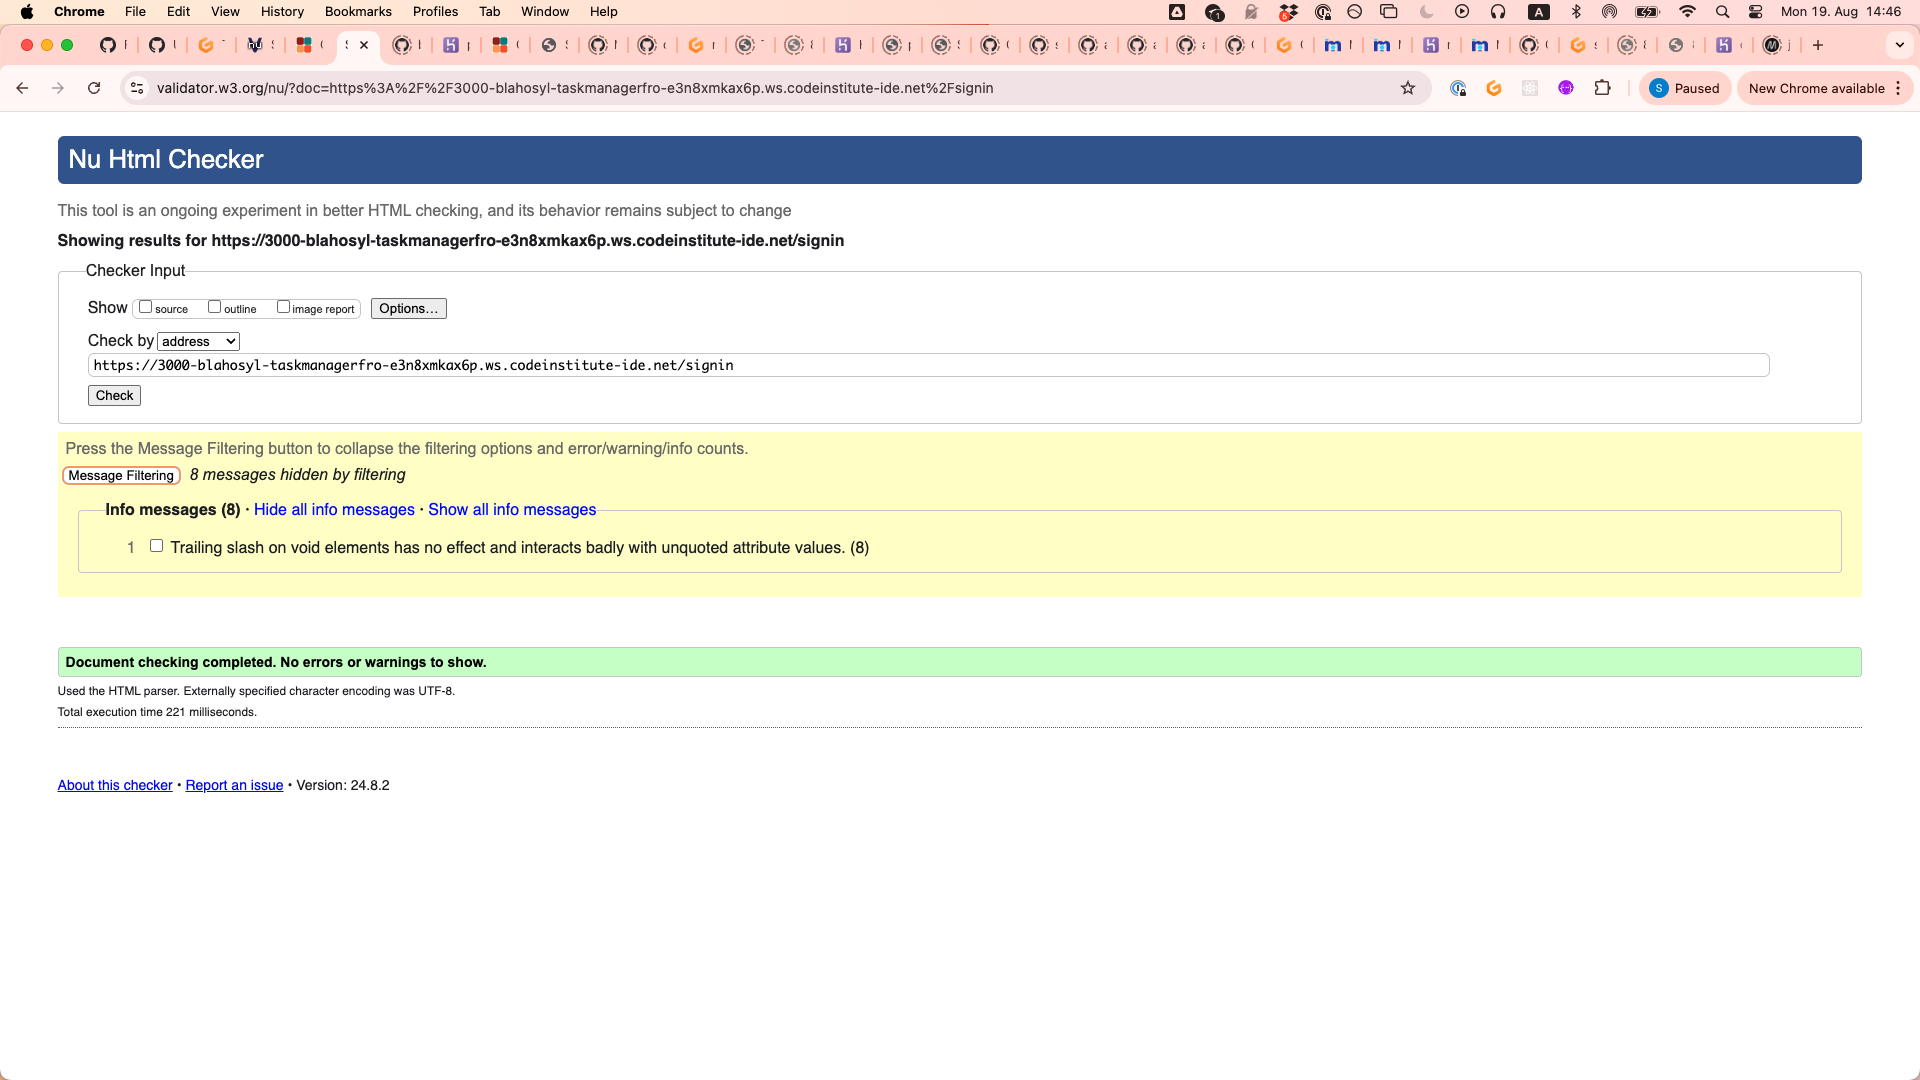 Chrome File Edit View History Bookmarks Profiles Tab Window Help Mon 19. Aug 14:46
validator.w3.org/nu/?doc=https%3A%2F%2F3000-blahosyl-taskmanagerfro-e3n8xmkax6p.ws.codeinstitute-ide.net%2Fsignin
S Paused New Chrome available
Nu Html Checker
This tool is an ongoing experiment in better HTML checking, and its behavior remains subject to change
Showing results for https://3000-blahosyl-taskmanagerfro-e3n8xmkax6p.ws.codeinstitute-ide.net/signin
Checker Input
Show source outline image report Options...
Check by address
https://3000-blahosyl-taskmanagerfro-e3n8xmkax6p.ws.codeinstitute-ide.net/signin
Check
Press the Message Filtering button to collapse the filtering options and error/warning/info counts.
Message Filtering 8 messages hidden by filtering
Info messages (8) · Hide all info messages · Show all info messages
1 Trailing slash on void elements has no effect and interacts badly with unquoted attribute values. (8)
Document checking completed. No errors or warnings to show.
Used the HTML parser. Externally specified character encoding was UTF-8.
Total execution time 221 milliseconds.
About this checker • Report an issue • Version: 24.8.2